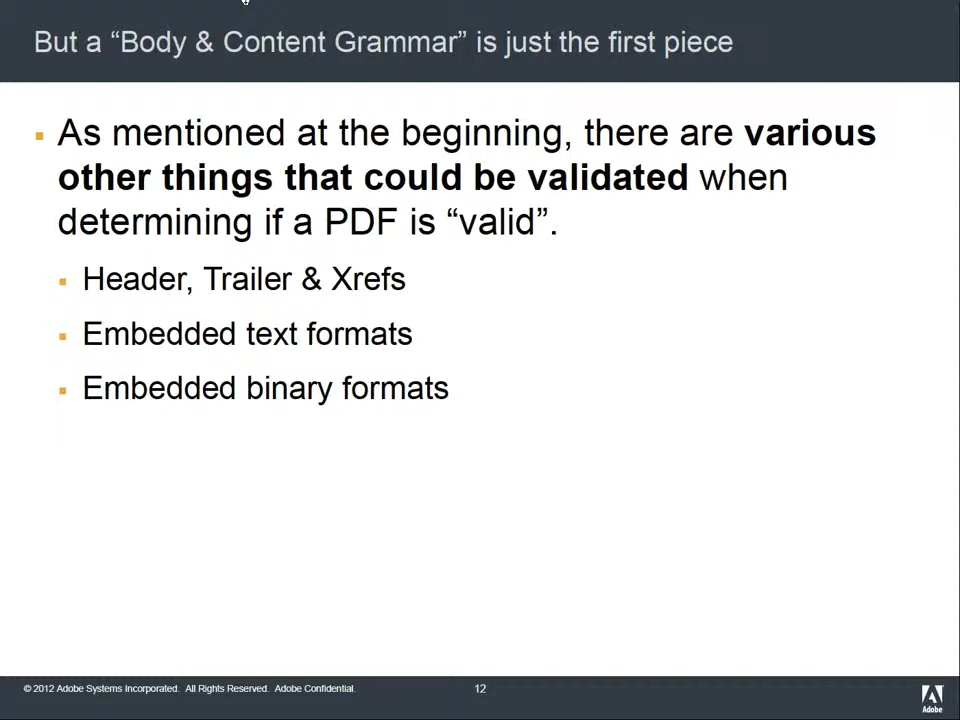 But a “Body & Content Grammar” is just the first piece
As mentioned at the beginning, there are various
other things that could be validated when
determining if a PDF is “valid”.
Header, Trailer & Xrefs
Embedded text formats
Embedded binary formats
© 2012 Adobe Systems Incorporated. All Rights Reserved. Adobe Confidential.
12
Adobe